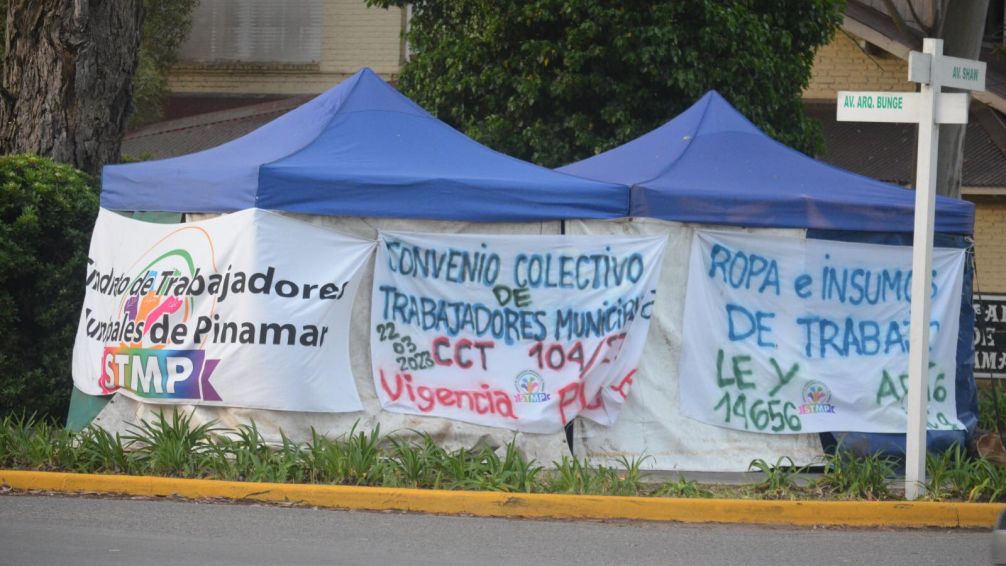 Trabajadores
de Pinamar
STMP
CONVENIO COLECTIVO
DE
TRABAJADORES
22
03
2023
CCT 104/
Vigencia
STMP
ROPA e INSUMOS
DE TRABAJO
LEY
14656
STMP
AV. SHAW
AV. ARQ. BUNGE
DE